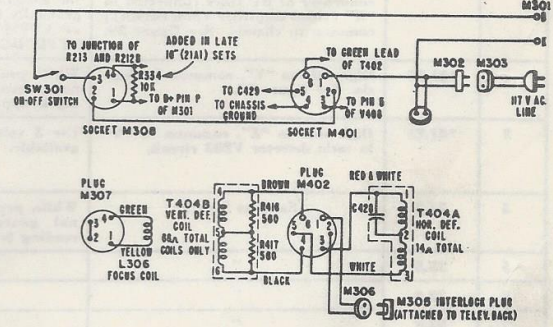 M301
TO JUNCTION OF
R213 AND R212B
ADDED IN LATE
16" (21A1) SETS
TO GREEN LEAD
OF T402
M302 M303
SW301
ON-OFF SWITCH
R334
10K
TO B+ PIN P
OF M301
TO C429
TO CHASSIS
GROUND
TO PIN 6
OF V408
117 V AC.
LINE
SOCKET M308
SOCKET M401
PLUG
M307
GREEN
YELLOW
L306
FOCUS COIL
T404B
VERT. DEF.
COIL
68Ω TOTAL
COILS ONLY
BROWN
R416
560
R417
560
BLACK
PLUG
M402
RED & WHITE
C420
T404A
HOR. DEF.
COIL
14Ω TOTAL
WHITE
M306
M305 INTERLOCK PLUG
(ATTACHED TO TELEV. BACK)